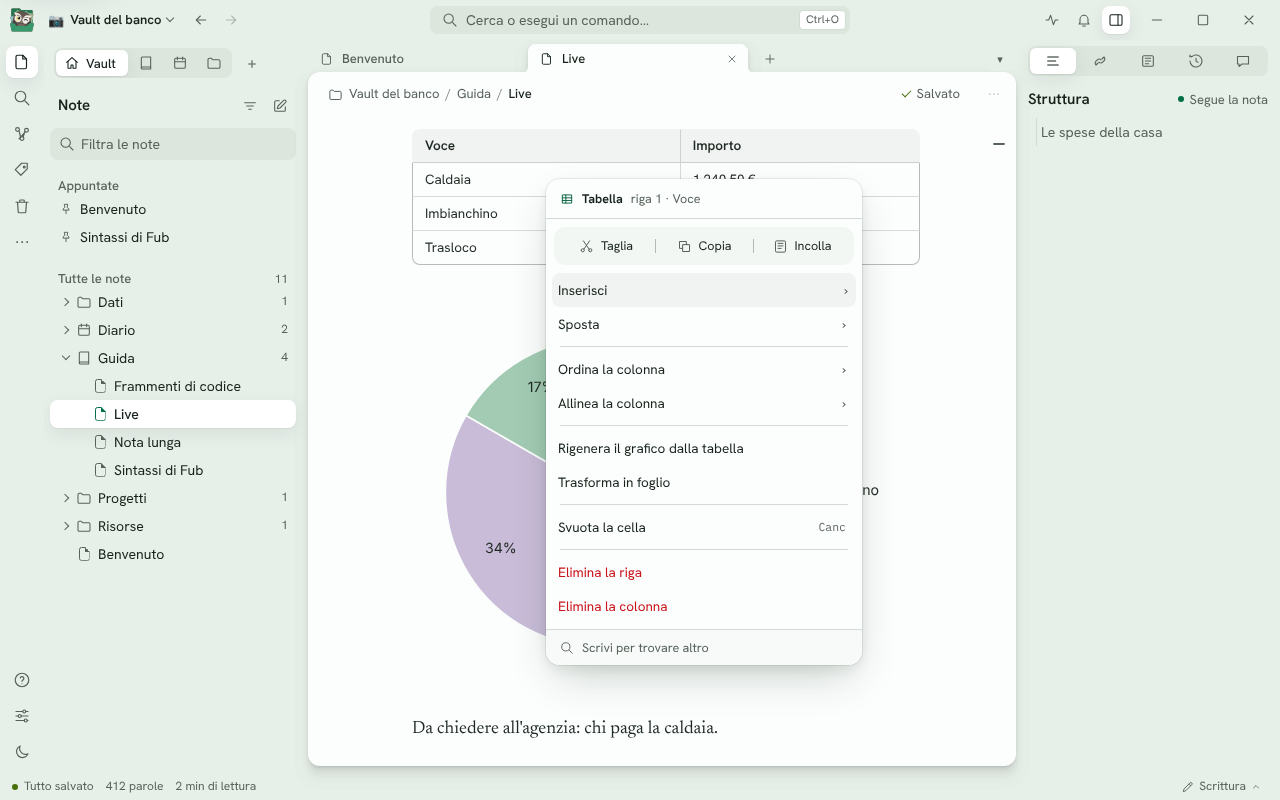 Vault del banco
Cerca o esegui un comando...
Ctrl+O
Vault
Benvenuto
Live
Note
Filtra le note
Appuntate
Benvenuto
Sintassi di Fub
Tutte le note 11
Dati 1
Diario 2
Guida 4
Frammenti di codice
Live
Nota lunga
Sintassi di Fub
Progetti 1
Risorse 1
Benvenuto
Tutto salvato 412 parole 2 min di lettura
Vault del banco / Guida / Live
Salvato
Voce Importo
Caldaia
Imbianchino
Trasloco
34%
Tabella riga 1 · Voce
Taglia Copia Incolla
Inserisci
Sposta
Ordina la colonna
Allinea la colonna
Rigenera il grafico dalla tabella
Trasforma in foglio
Svuota la cella Canc
Elimina la riga
Elimina la colonna
Scrivi per trovare altro
Da chiedere all'agenzia: chi paga la caldaia.
Struttura Segue la nota
Le spese della casa
Scrittura